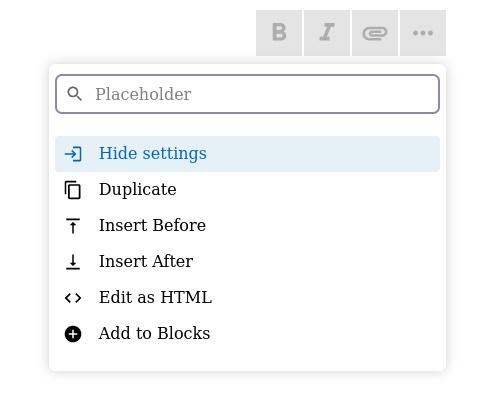 B I
Placeholder
Hide settings
Duplicate
Insert Before
Insert After
Edit as HTML
Add to Blocks